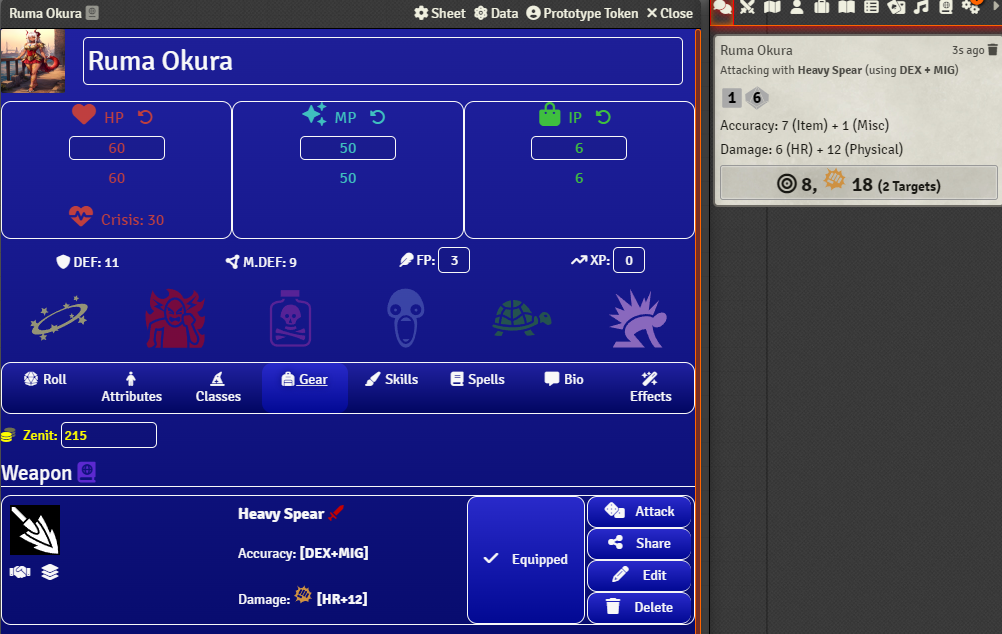 Ruma Okura
Sheet Data Prototype Token Close
Ruma Okura
HP
60
60
Crisis: 30
MP
50
50
IP
6
6
DEF: 11 M.DEF: 9 FP: 3 XP: 0
Roll
Attributes
Classes
Gear
Skills
Spells
Bio
Effects
Zenit: 215
Weapon
Heavy Spear
Accuracy: [DEX+MIG]
Damage: [HR+12]
Equipped
Attack
Share
Edit
Delete
Ruma Okura 3s ago
Attacking with Heavy Spear (using DEX + MIG)
1 6
Accuracy: 7 (Item) + 1 (Misc)
Damage: 6 (HR) + 12 (Physical)
8, 18 (2 Targets)